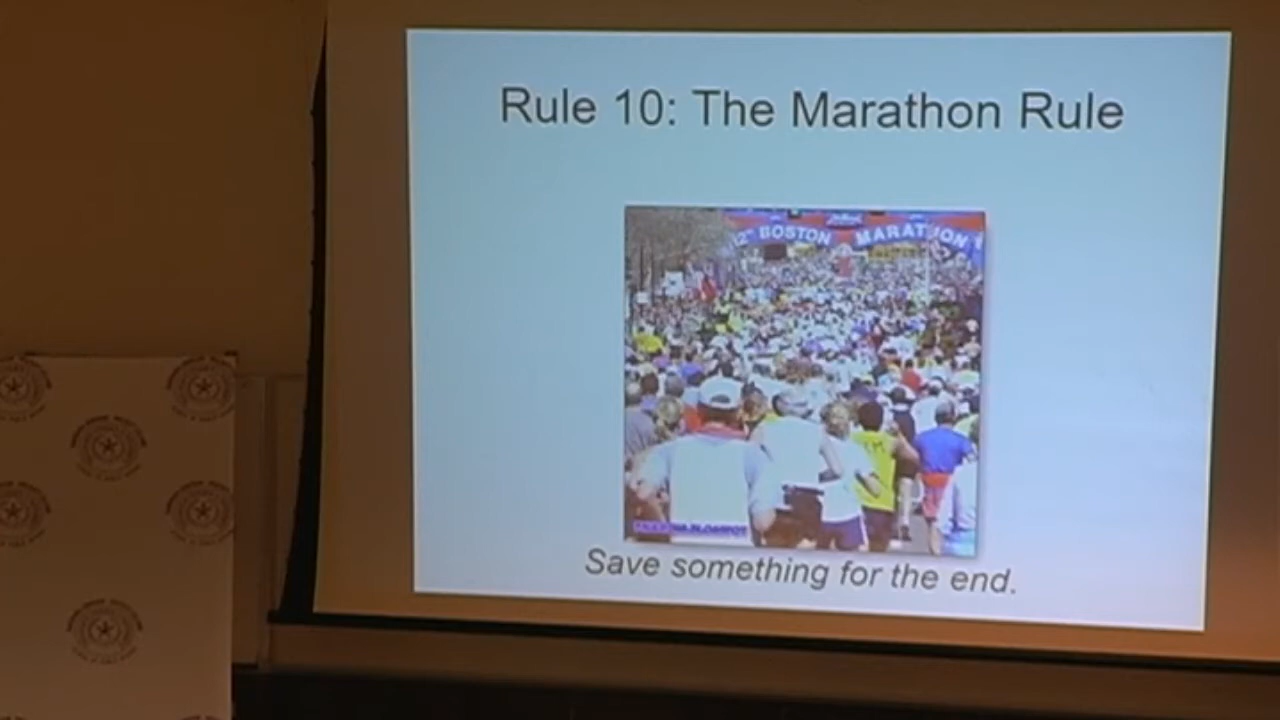 Rule 10: The Marathon Rule
BOSTON MARATHON
Save something for the end.